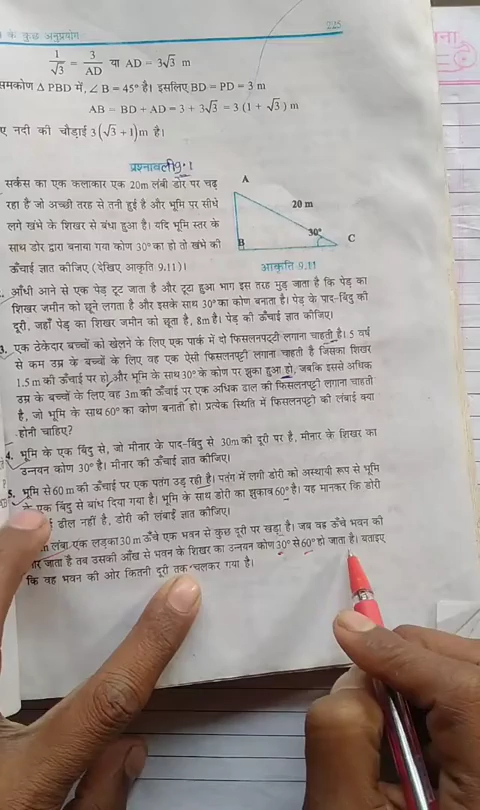 के कुछ अनुप्रयोग
225
1/√3 = 3/AD या AD = 3√3 m
समकोण Δ PBD में, ∠ B = 45° है। इसलिए BD = PD = 3 m
AB = BD + AD = 3 + 3√3 = 3 (1 + √3) m
नदी की चौड़ाई 3(√3 + 1)m है।
प्रश्नावली 9.1
सर्कस का एक कलाकार एक 20m लंबी डोर पर चढ़
रहा है जो अच्छी तरह से तनी हुई है और भूमि पर सीधे
लगे खंभे के शिखर से बंधा हुआ है। यदि भूमि स्तर के
साथ डोर द्वारा बनाया गया कोण 30° का हो तो खंभे की
ऊँचाई ज्ञात कीजिए (देखिए आकृति 9.11)।
A
20 m
30°
B
C
आकृति 9.11
आँधी आने से एक पेड़ टूट जाता है और टूटा हुआ भाग इस तरह मुड़ जाता है कि पेड़ का
शिखर जमीन को छूने लगता है और इसके साथ 30° का कोण बनाता है। पेड़ के पाद-बिंदु की
दूरी, जहाँ पेड़ का शिखर जमीन को छूता है, 8m है। पेड़ की ऊँचाई ज्ञात कीजिए।
3. एक ठेकेदार बच्चों को खेलने के लिए एक पार्क में दो फिसलनपट्टी लगाना चाहती है। 5 वर्ष
से कम उम्र के बच्चों के लिए वह एक ऐसी फिसलनपट्टी लगाना चाहती है जिसका शिखर
1.5 m की ऊँचाई पर हो और भूमि के साथ 30° के कोण पर झुका हुआ हो, जबकि इससे अधिक
उम्र के बच्चों के लिए वह 3m की ऊँचाई पर एक अधिक ढाल की फिसलनपट्टी लगाना चाहती
है, जो भूमि के साथ 60° का कोण बनाती हो। प्रत्येक स्थिति में फिसलनपट्टी की लंबाई क्या
होनी चाहिए?
4. भूमि के एक बिंदु से, जो मीनार के पाद-बिंदु से 30m की दूरी पर है, मीनार के शिखर का
उन्नयन कोण 30° है। मीनार की ऊँचाई ज्ञात कीजिए।
5. भूमि से 60 m की ऊँचाई पर एक पतंग उड़ रही है। पतंग में लगी डोरी को अस्थायी रूप से भूमि
के एक बिंदु से बांध दिया गया है। भूमि के साथ डोरी का झुकाव 60° है। यह मानकर कि डोरी
ढील नहीं है, डोरी की लंबाई ज्ञात कीजिए।
लंबा एक लड़का 30 m ऊँचे एक भवन से कुछ दूरी पर खड़ा है। जब वह ऊँचे भवन की
जाता है तब उसकी आँख से भवन के शिखर का उन्नयन कोण 30° से 60° हो जाता है। बताइए
कि वह भवन की ओर कितनी दूरी तक चलकर गया है।